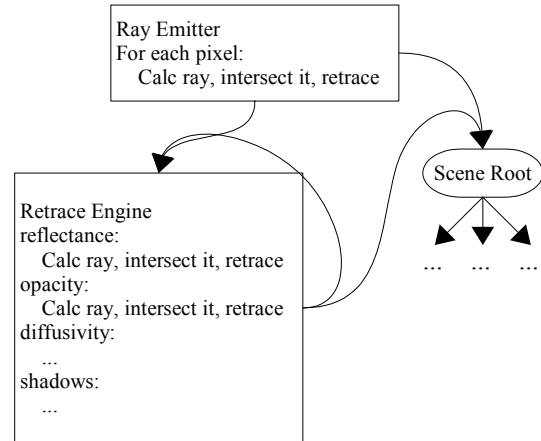 Ray Emitter
For each pixel:
Calc ray, intersect it, retrace
Scene Root
... ... ...
Retrace Engine
reflectance:
Calc ray, intersect it, retrace
opacity:
Calc ray, intersect it, retrace
diffusivity:
...
shadows:
...